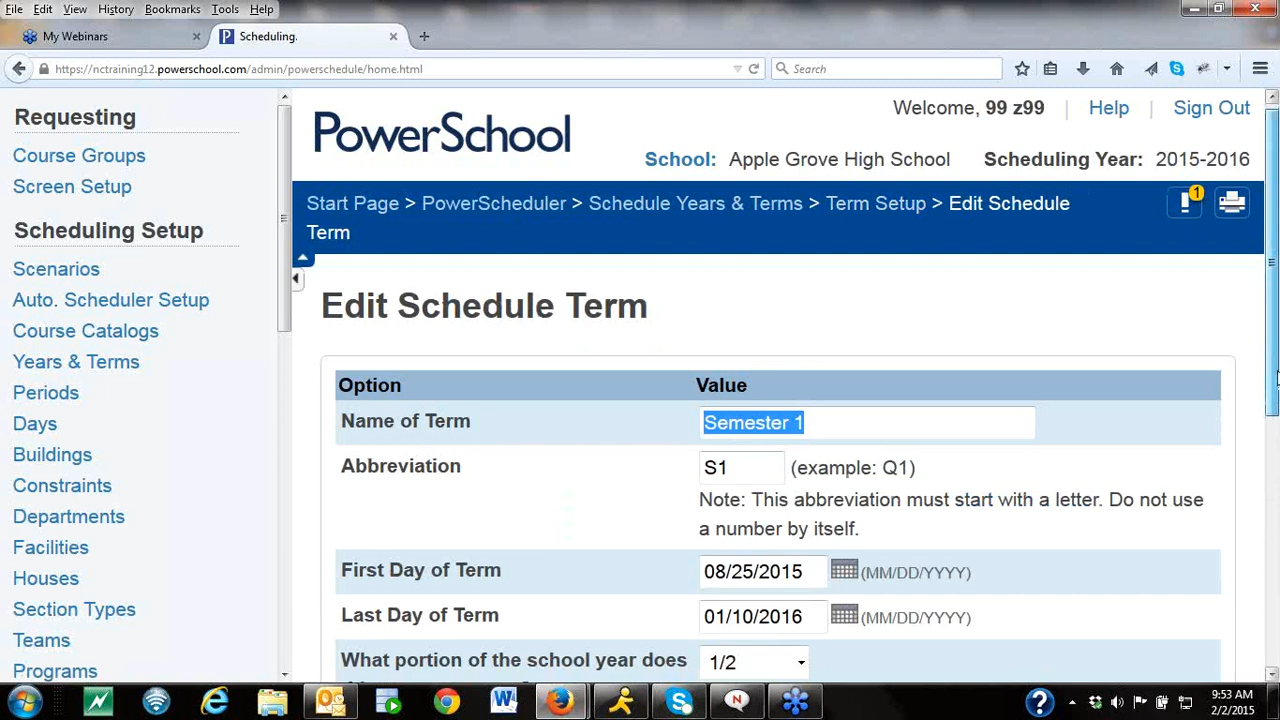 File Edit View History Bookmarks Tools Help
My Webinars
Scheduling.
https://nctraining12.powerschool.com/admin/powerschedule/home.html
Search
Requesting
Course Groups
Screen Setup
Scheduling Setup
Scenarios
Auto. Scheduler Setup
Course Catalogs
Years & Terms
Periods
Days
Buildings
Constraints
Departments
Facilities
Houses
Section Types
Teams
Programs
Welcome, 99 z99 | Help | Sign Out
PowerSchool
School: Apple Grove High School Scheduling Year: 2015-2016
Start Page > PowerScheduler > Schedule Years & Terms > Term Setup > Edit Schedule
Term
1
Edit Schedule Term
Option Value
Name of Term Semester 1
Abbreviation S1 (example: Q1)
Note: This abbreviation must start with a letter. Do not use
a number by itself.
First Day of Term 08/25/2015 (MM/DD/YYYY)
Last Day of Term 01/10/2016 (MM/DD/YYYY)
What portion of the school year does 1/2
9:53 AM
2/2/2015